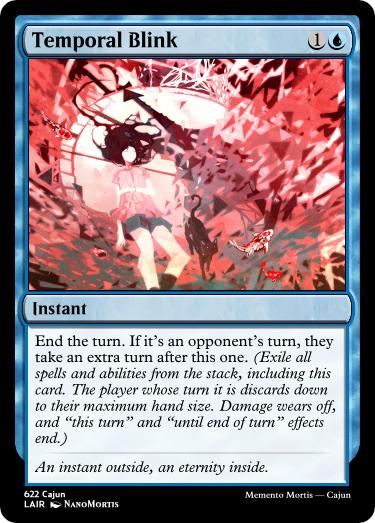 Temporal Blink 1
Instant
End the turn. If it's an opponent's turn, they
take an extra turn after this one. (Exile all
spells and abilities from the stack, including
this card. The player whose turn it is discards down
to their maximum hand size. Damage wears off,
and “this turn” and “until end of turn” effects
end.)
An instant outside, an eternity inside.
622 Cajun
LAIR NanoMortis Memento Mortis — Cajun